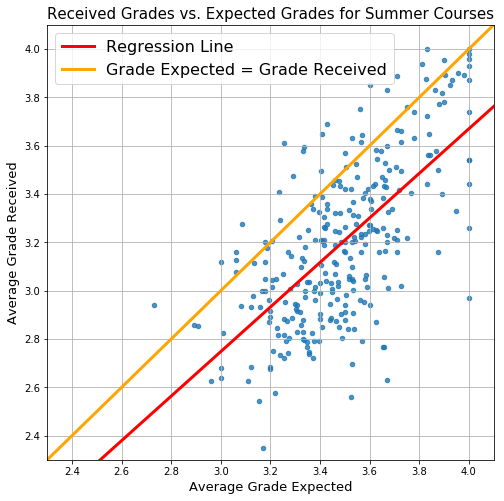 Received Grades vs. Expected Grades for Summer Courses
Regression Line
Grade Expected = Grade Received
Average Grade Received
4.0
3.8
3.6
3.4
3.2
3.0
2.8
2.6
2.4
2.4 2.6 2.8 3.0 3.2 3.4 3.6 3.8 4.0
Average Grade Expected